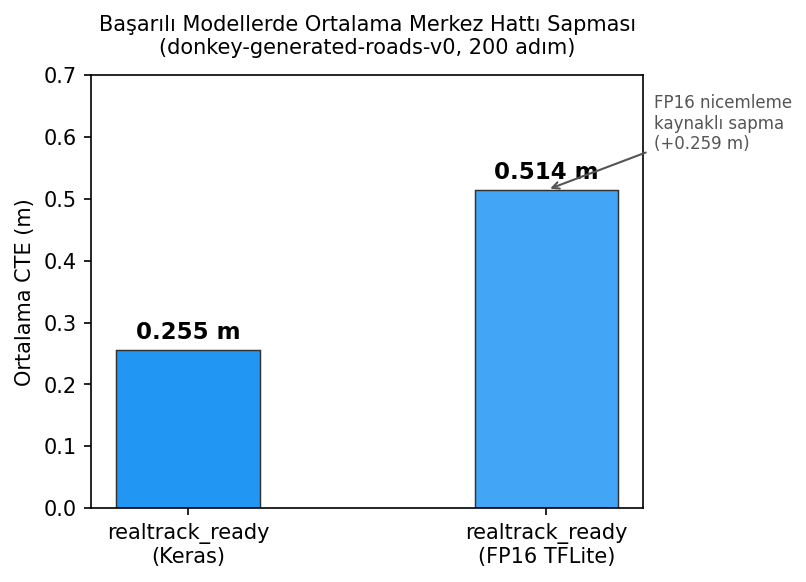 Başarılı Modellerde Ortalama Merkez Hattı Sapması
(donkey-generated-roads-v0, 200 adım)
FP16 nicemleme
kaynaklı sapma
(+0.259 m)
Ortalama CTE (m)
0.7
0.6
0.5
0.4
0.3
0.2
0.1
0.0
0.255 m
0.514 m
realtrack_ready
(Keras)
realtrack_ready
(FP16 TFLite)